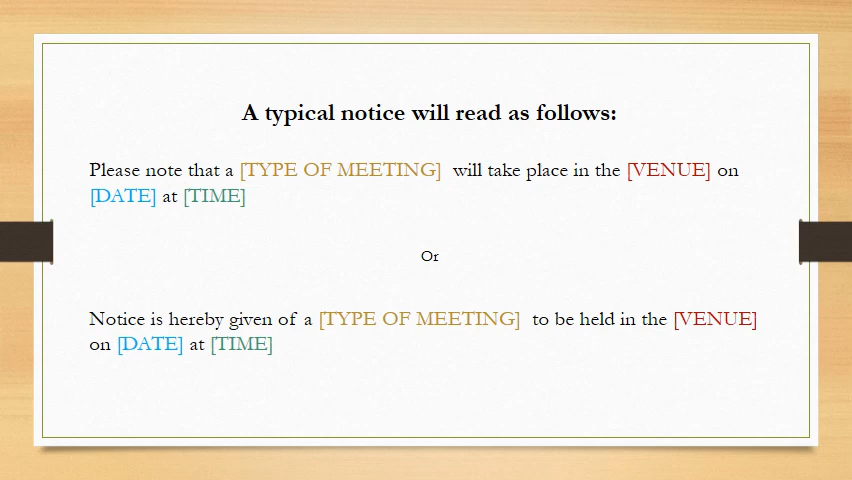 A typical notice will read as follows:
Please note that a [TYPE OF MEETING] will take place in the [VENUE] on
[DATE] at [TIME]
Or
Notice is hereby given of a [TYPE OF MEETING] to be held in the [VENUE]
on [DATE] at [TIME]